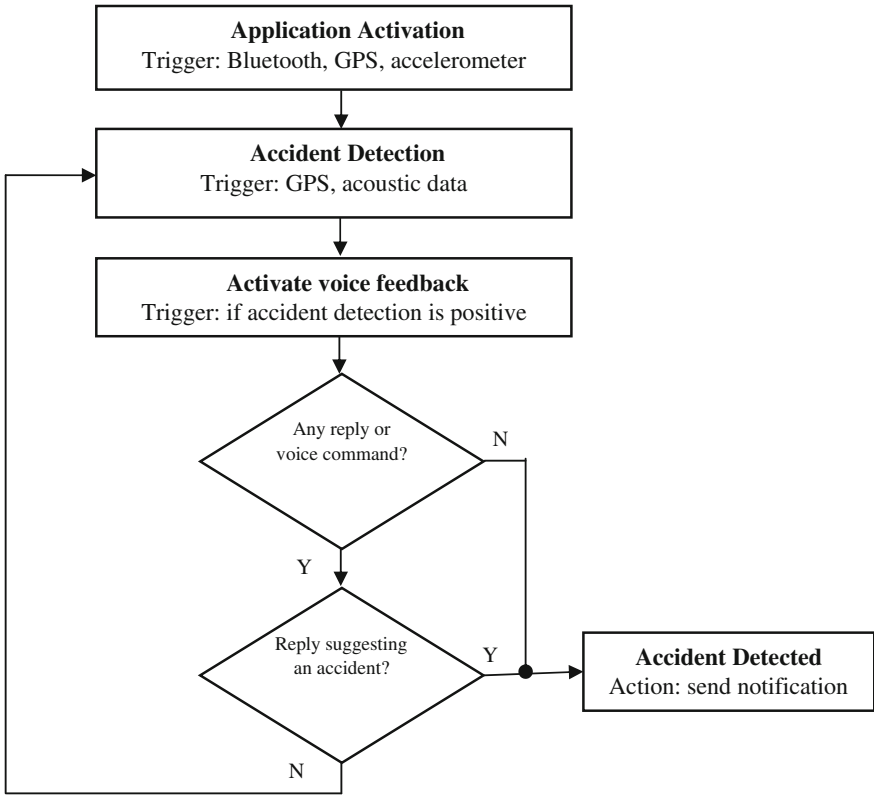 Application Activation
Trigger: Bluetooth, GPS, accelerometer
Accident Detection
Trigger: GPS, acoustic data
Activate voice feedback
Trigger: if accident detection is positive
Any reply or
voice command?
N
Y
Reply suggesting
an accident?
Y
Accident Detected
Action: send notification
N